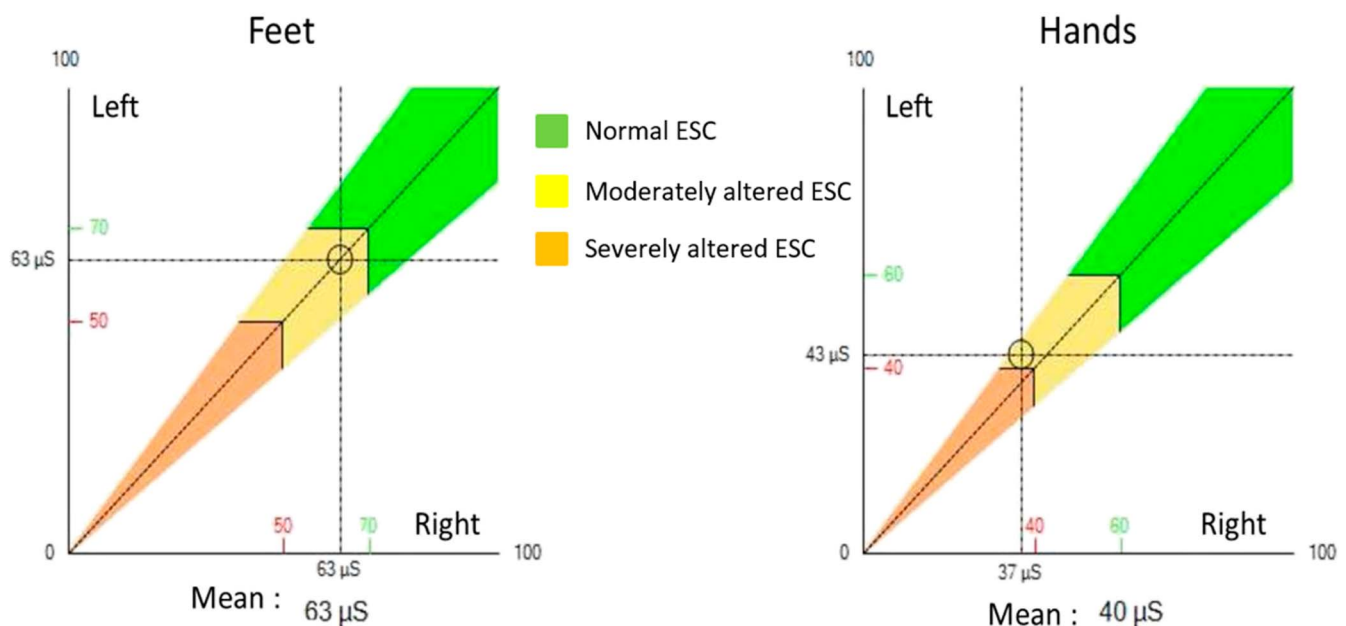 Feet
100
Left
70
63 µS
50
50
70
Right
0
100
63 µS
Mean : 63 µS
Normal ESC
Moderately altered ESC
Severely altered ESC
Hands
100
Left
60
43 µS
40
40
60
Right
0
100
37 µS
Mean : 40 µS